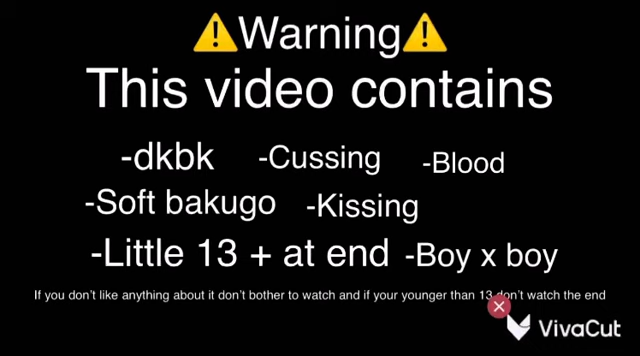 ⚠️Warning⚠️
This video contains
-dkbk -Cussing -Blood
-Soft bakugo -Kissing
-Little 13 + at end -Boy x boy
If you don't like anything about it don't bother to watch and if your younger than 13 don't watch the end
VivaCut